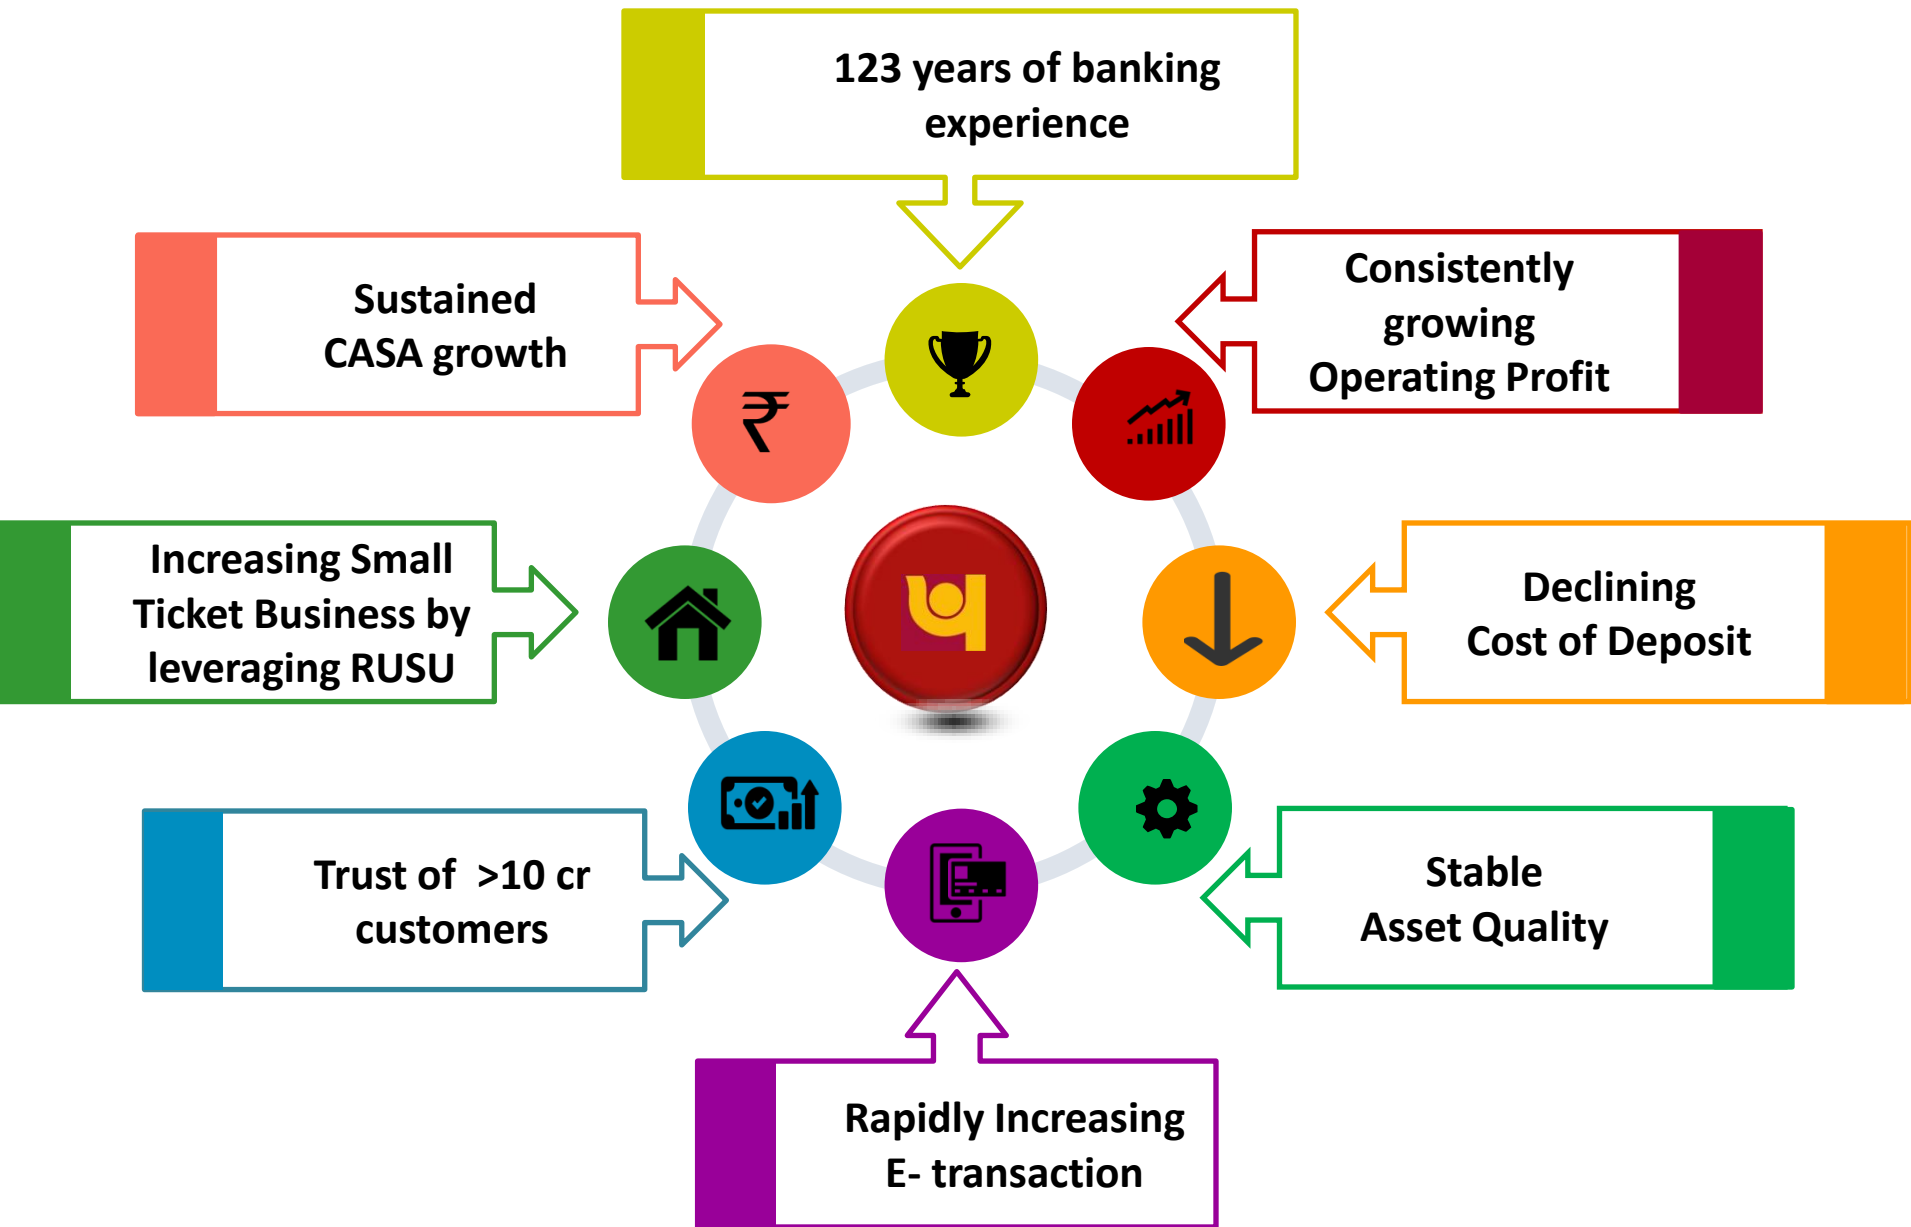 123 years of banking
experience
Sustained
CASA growth
Consistently
growing
Operating Profit
₹
Increasing Small
Ticket Business by
leveraging RUSU
Declining
Cost of Deposit
Trust of  >10 cr
customers
Stable
Asset Quality
Rapidly Increasing
E- transaction